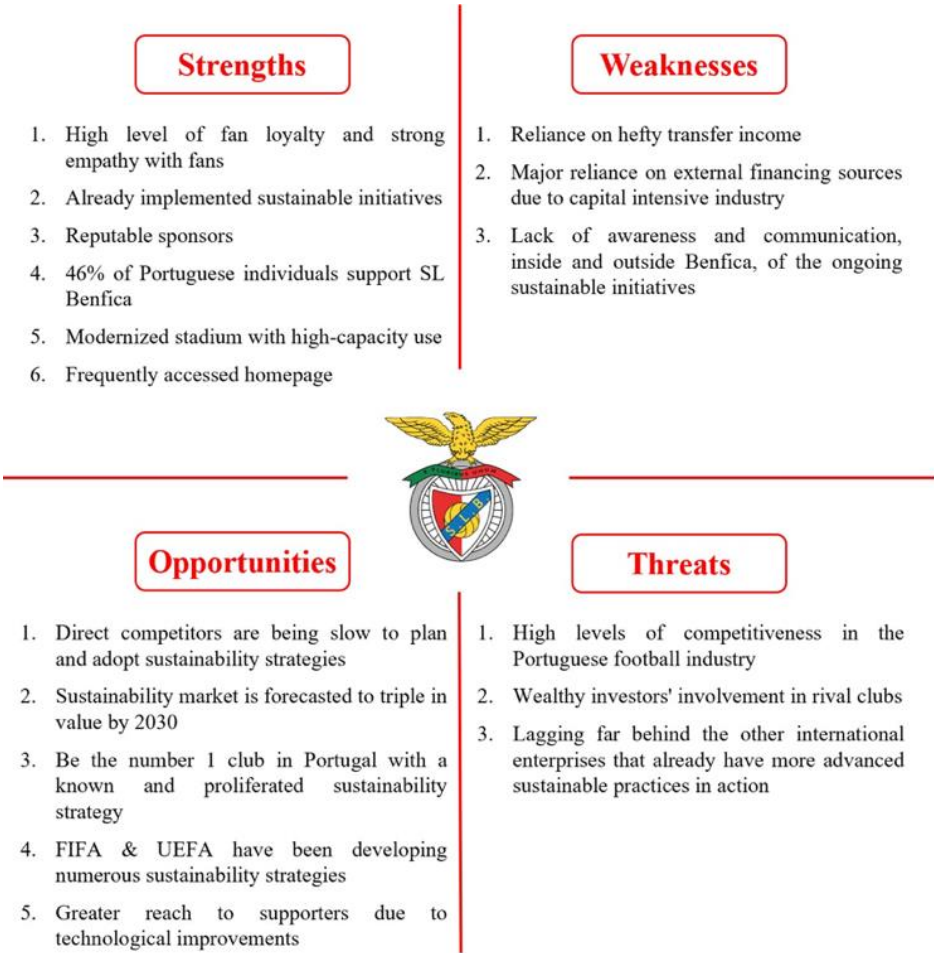 Strengths
1. High level of fan loyalty and strong
empathy with fans
2. Already implemented sustainable initiatives
3. Reputable sponsors
4. 46% of Portuguese individuals support SL
Benfica
5. Modernized stadium with high-capacity use
6. Frequently accessed homepage
Weaknesses
1. Reliance on hefty transfer income
2. Major reliance on external financing sources
due to capital intensive industry
3. Lack of awareness and communication,
inside and outside Benfica, of the ongoing
sustainable initiatives
E PLURIBUS UNUM
S.L.B
Opportunities
1. Direct competitors are being slow to plan
and adopt sustainability strategies
2. Sustainability market is forecasted to triple in
value by 2030
3. Be the number 1 club in Portugal with a
known and proliferated sustainability
strategy
4. FIFA & UEFA have been developing
numerous sustainability strategies
5. Greater reach to supporters due to
technological improvements
Threats
1. High levels of competitiveness in the
Portuguese football industry
2. Wealthy investors' involvement in rival clubs
3. Lagging far behind the other international
enterprises that already have more advanced
sustainable practices in action